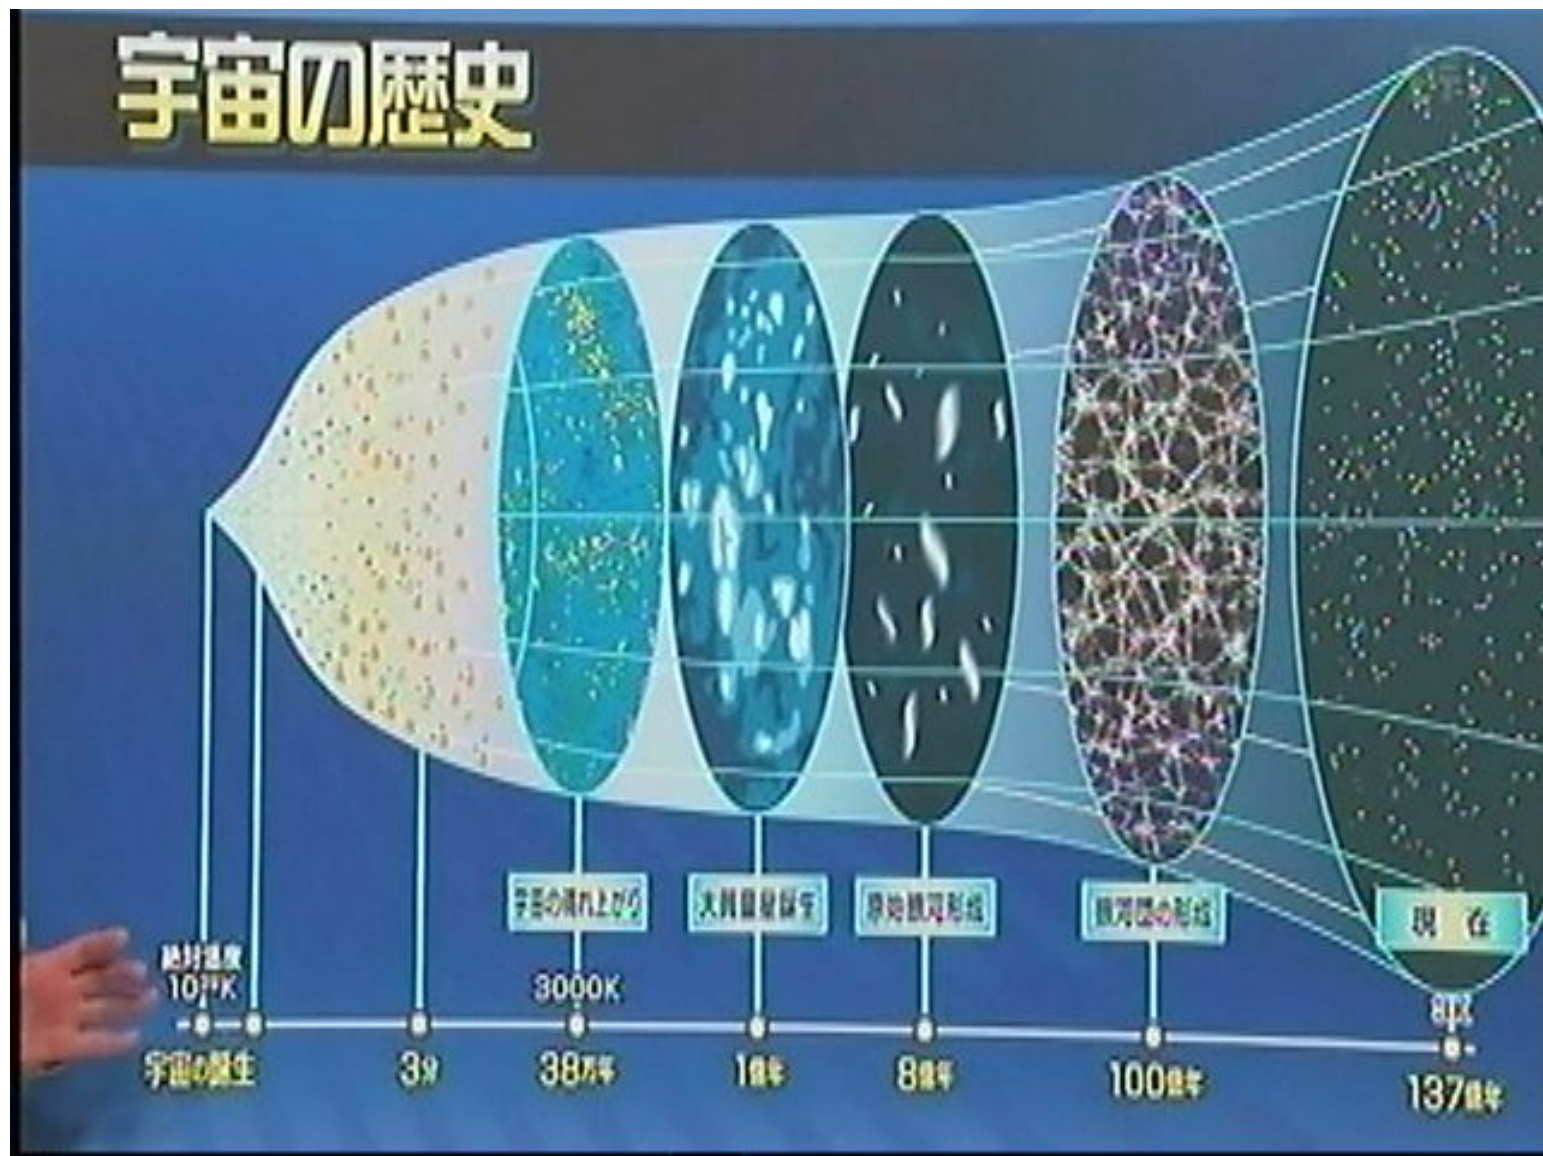 宇宙の歴史
宇宙の晴れ上がり
大質量星誕生
原始銀河形成
銀河団の形成
現在
絶対温度
3000K
宇宙の誕生
3分
38万年
1億年
8億年
100億年
137億年